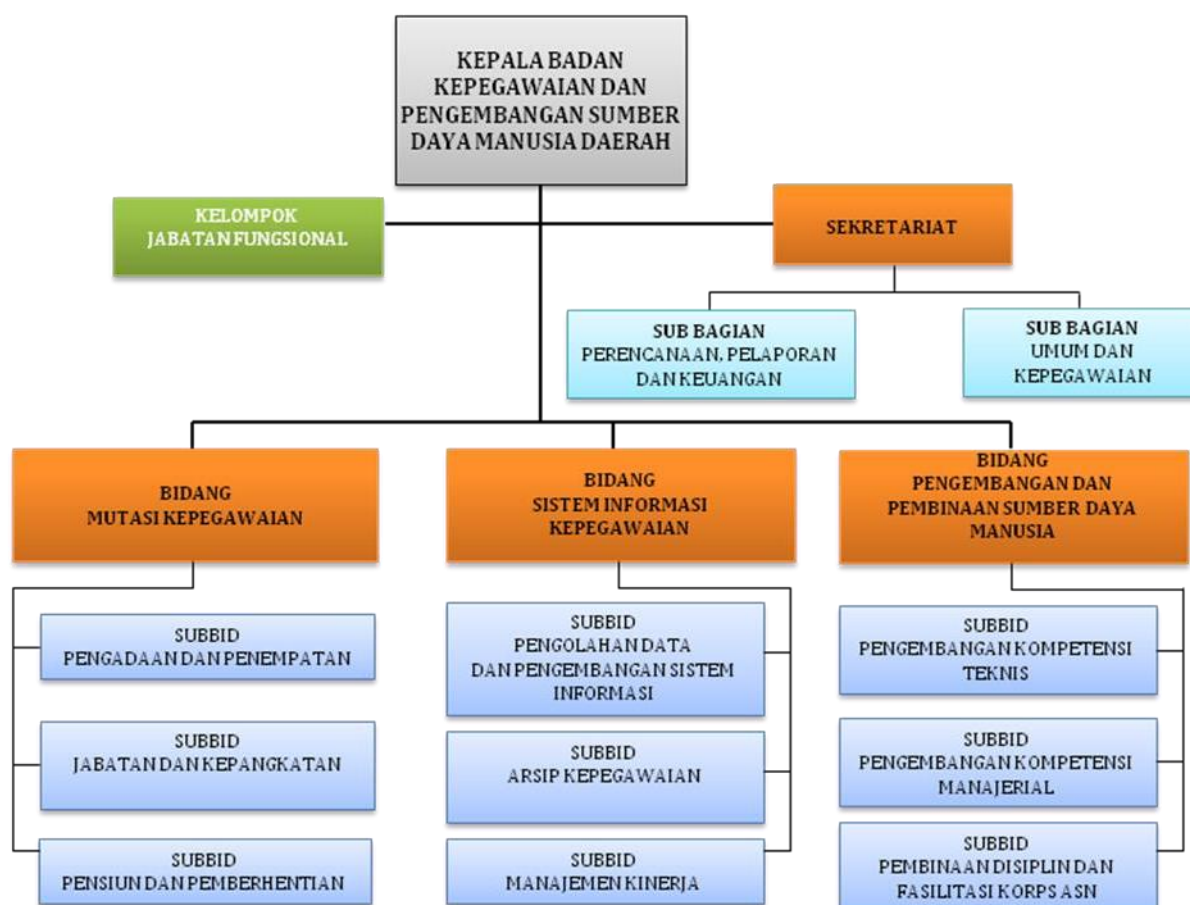 KEPALA BADAN
KEPEGAWAIAN DAN
PENGEMBANGAN SUMBER
DAYA MANUSIA DAERAH
KELOMPOK
JABATAN FUNGSIONAL
SEKRETARIAT
SUB BAGIAN
PERENCANAAN, PELAPORAN
DAN KEUANGAN
SUB BAGIAN
UMUM DAN
KEPEGAWAIAN
BIDANG
MUTASI KEPEGAWAIAN
BIDANG
SISTEM INFORMASI
KEPEGAWAIAN
BIDANG
PENGEMBANGAN DAN
PEMBINAAN SUMBER DAYA
MANUSIA
SUBBID
PENGADAAN DAN PENEMPATAN
SUBBID
JABATAN DAN KEPANGKATAN
SUBBID
PENSIUN DAN PEMBERHENTIAN
SUBBID
PENGOLAHAN DATA
DAN PENGEMBANGAN SISTEM
INFORMASI
SUBBID
ARSIP KEPEGAWAIAN
SUBBID
MANAJEMEN KINERJA
SUBBID
PENGEMBANGAN KOMPETENSI
TEKNIS
SUBBID
PENGEMBANGAN KOMPETENSI
MANAJERIAL
SUBBID
PEMBINAAN DISIPLIN DAN
FASILITASI KORPS ASN